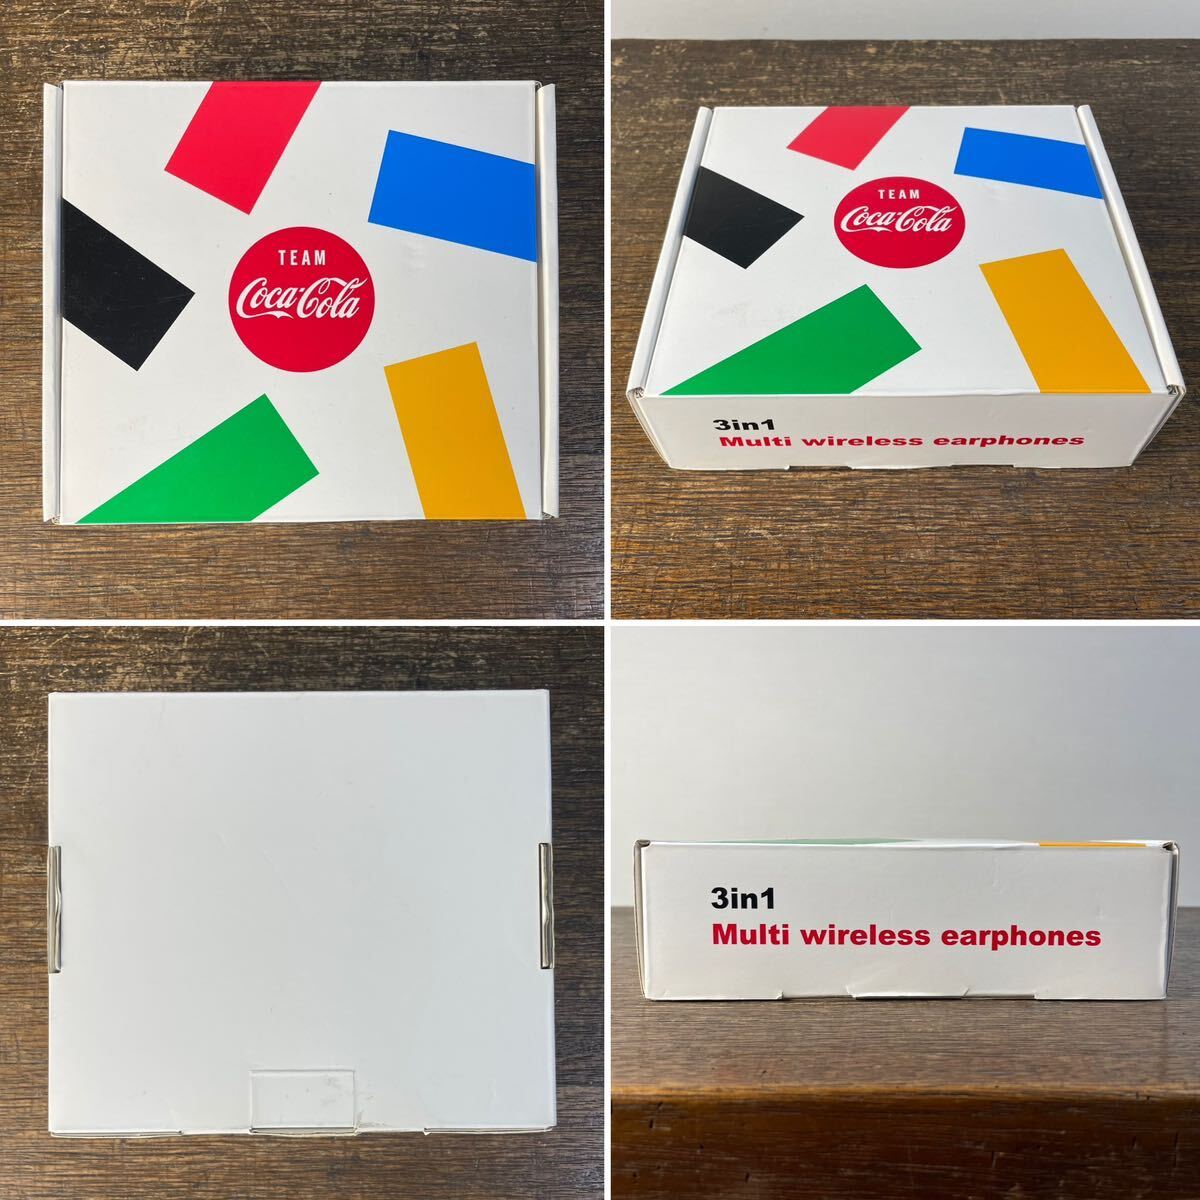 TEAM
Coca-Cola
TEAM
Coca-Cola
3in1
Multi wireless earphones
3in1
Multi wireless earphones